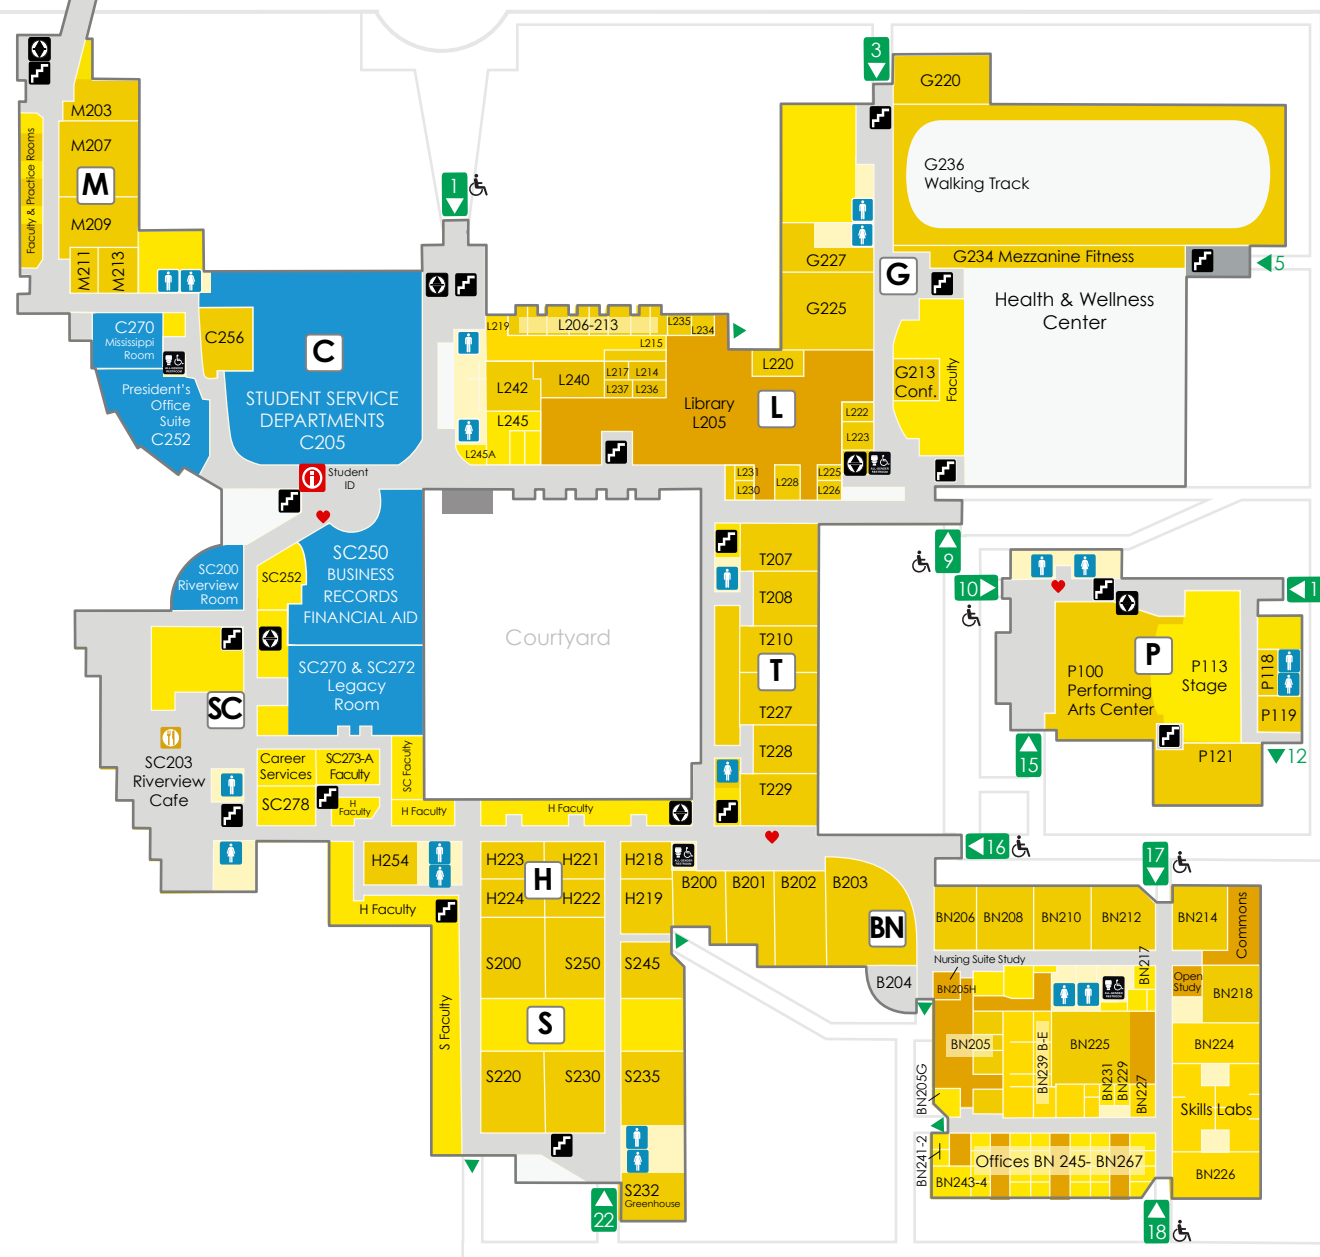 3
G220
M203
M207
Faculty & Practice Rooms
M
M209
M211
M213
1
G236
Walking Track
G227
G
G234 Mezzanine Fitness
5
G225
Health & Wellness
Center
C270
Mississippi
Room
C256
C
L219
L206-213
L235
L234
L215
L220
President's
Office
Suite
C252
STUDENT SERVICE
DEPARTMENTS
C205
L242
L240
L217
L214
L237
L236
G213
Conf.
Faculty
Library
L205
L
L222
L223
L245
L245A
Student
ID
L231
L230
L228
L225
L226
SC250
BUSINESS
RECORDS
FINANCIAL AID
SC200
Riverview
Room
SC252
T207
T208
T210
T
T227
T228
T229
9
10
1
Courtyard
SC270 & SC272
Legacy
Room
SC
P100
Performing
Arts Center
P
P113
Stage
P118
P119
P121
15
12
SC203
Riverview
Cafe
Career
Services
SC273-A
Faculty
SC Faculty
SC278
H
Faculty
H Faculty
H Faculty
16
17
H254
H223
H221
H218
H
H224
H222
H219
H Faculty
B200
B201
B202
B203
BN
B204
BN206
BN208
BN210
BN212
BN214
Commons
Nursing Suite Study
BN205H
BN217
Open
Study
BN218
S200
S250
S245
S Faculty
S
S220
S230
S235
BN205
BN239 B-E
BN225
BN224
BN205G
BN231
BN229
BN227
Skills Labs
BN241-2
Offices BN 245- BN267
BN243-4
BN226
S232
Greenhouse
22
18